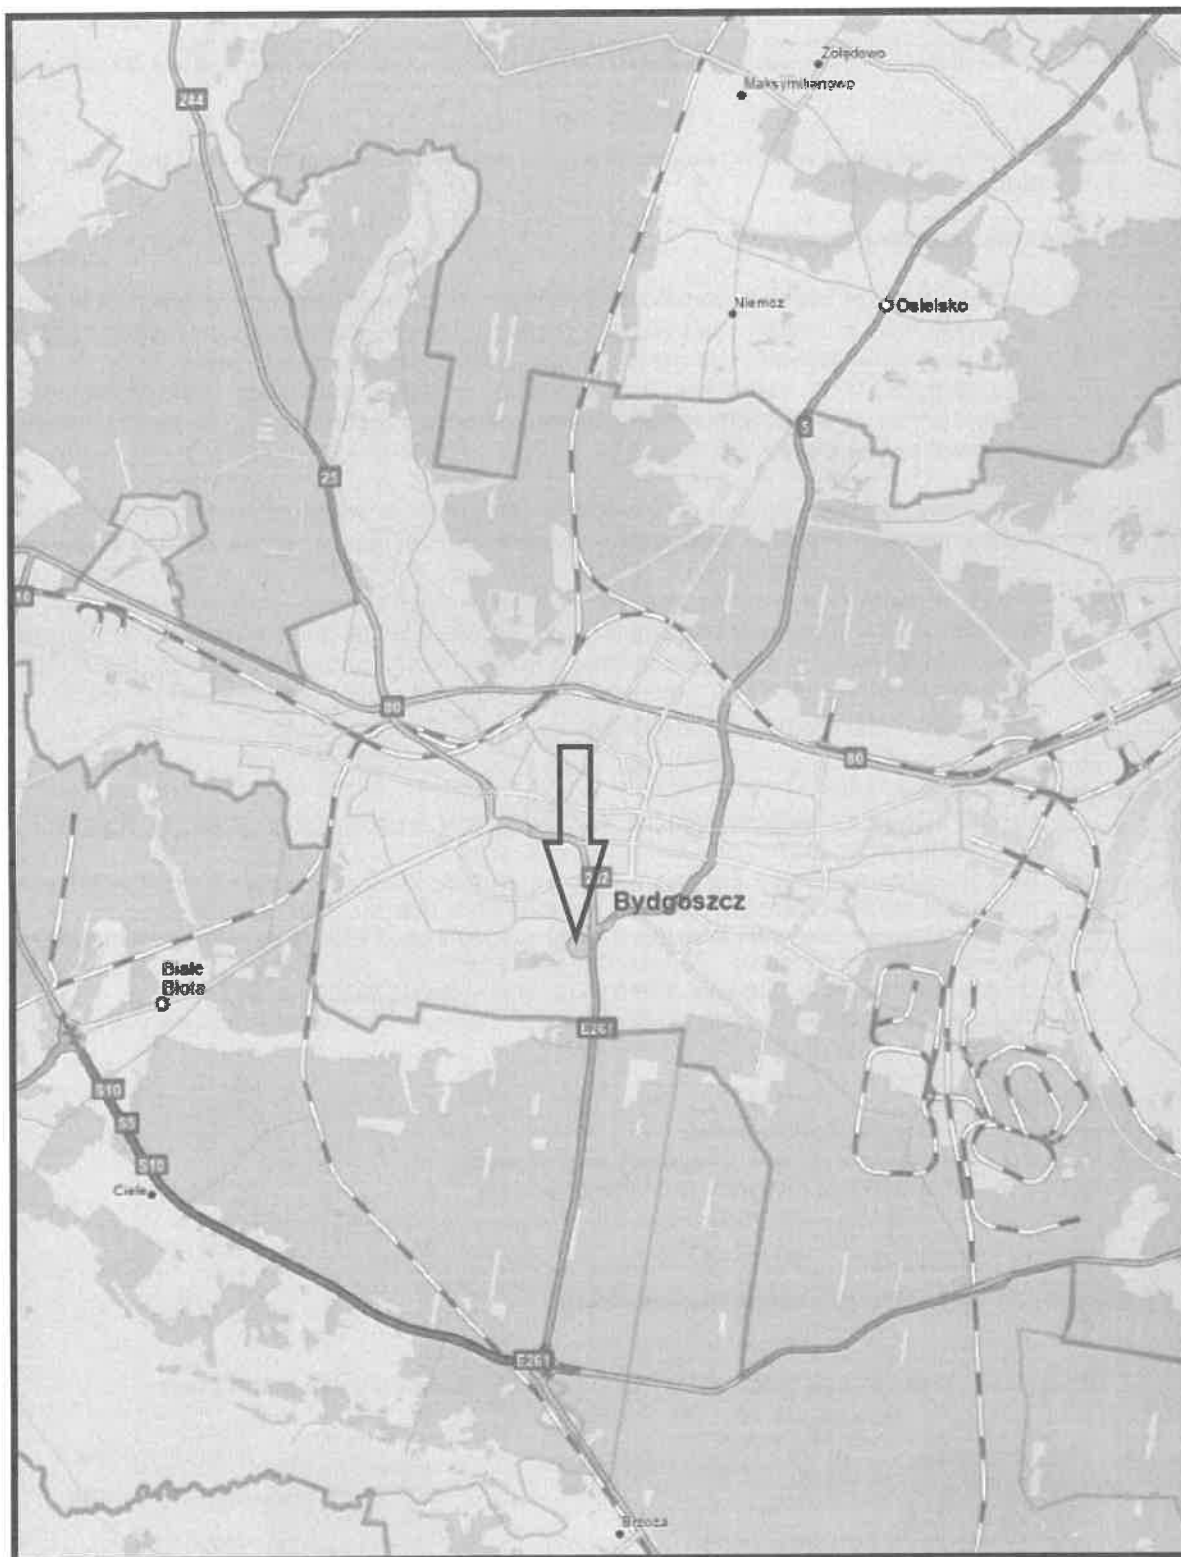 Żołędowo
Maksymilianowo
244
Niemcz
Osielsko
5
25
80
80
Bydgoszcz
Białe
Błota
E261
S10
S5
S10
Ciele
E261
Brzoza